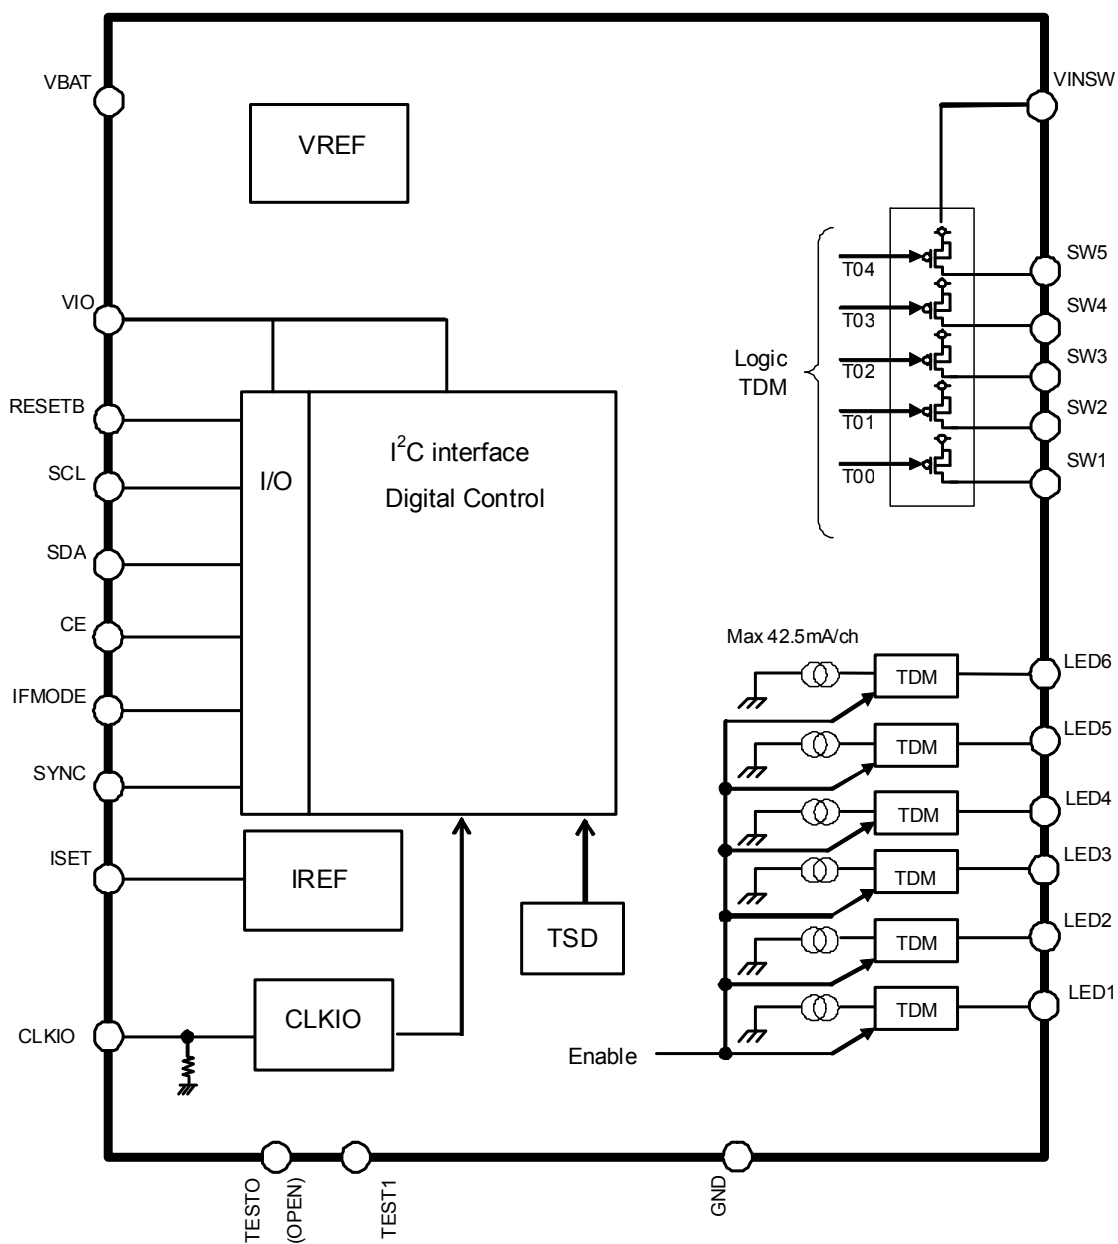 VBAT
VINSW
VREF
VIO
RESETB
SCL
SDA
CE
IFMODE
SYNC
ISET
CLKIO
I/O
I²C interface
Digital Control
IREF
TSD
CLKIO
Logic
TDM
T04
T03
T02
T01
T00
SW5
SW4
SW3
SW2
SW1
Max 42.5mA/ch
TDM
LED6
TDM
LED5
TDM
LED4
TDM
LED3
TDM
LED2
TDM
LED1
Enable
TESTO
(OPEN)
TEST1
GND